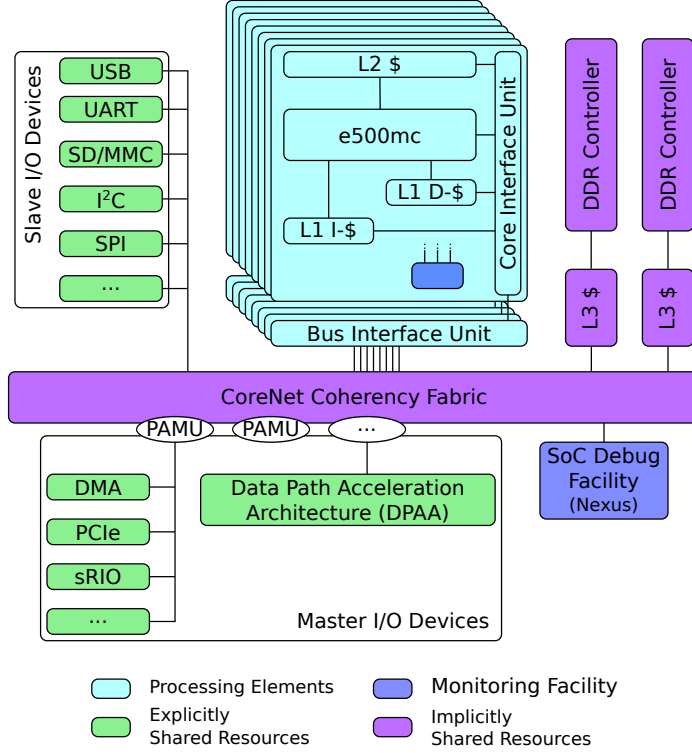 Slave I/O Devices
USB
UART
SD/MMC
I²C
SPI
...
L2 $
e500mc
L1 D-$
L1 I-$
Core Interface Unit
Bus Interface Unit
DDR Controller
DDR Controller
L3 $
L3 $
CoreNet Coherency Fabric
PAMU
PAMU
...
DMA
PCIe
sRIO
...
Data Path Acceleration
Architecture (DPAA)
Master I/O Devices
SoC Debug
Facility
(Nexus)
Processing Elements
Monitoring Facility
Explicitly
Shared Resources
Implicitly
Shared Resources